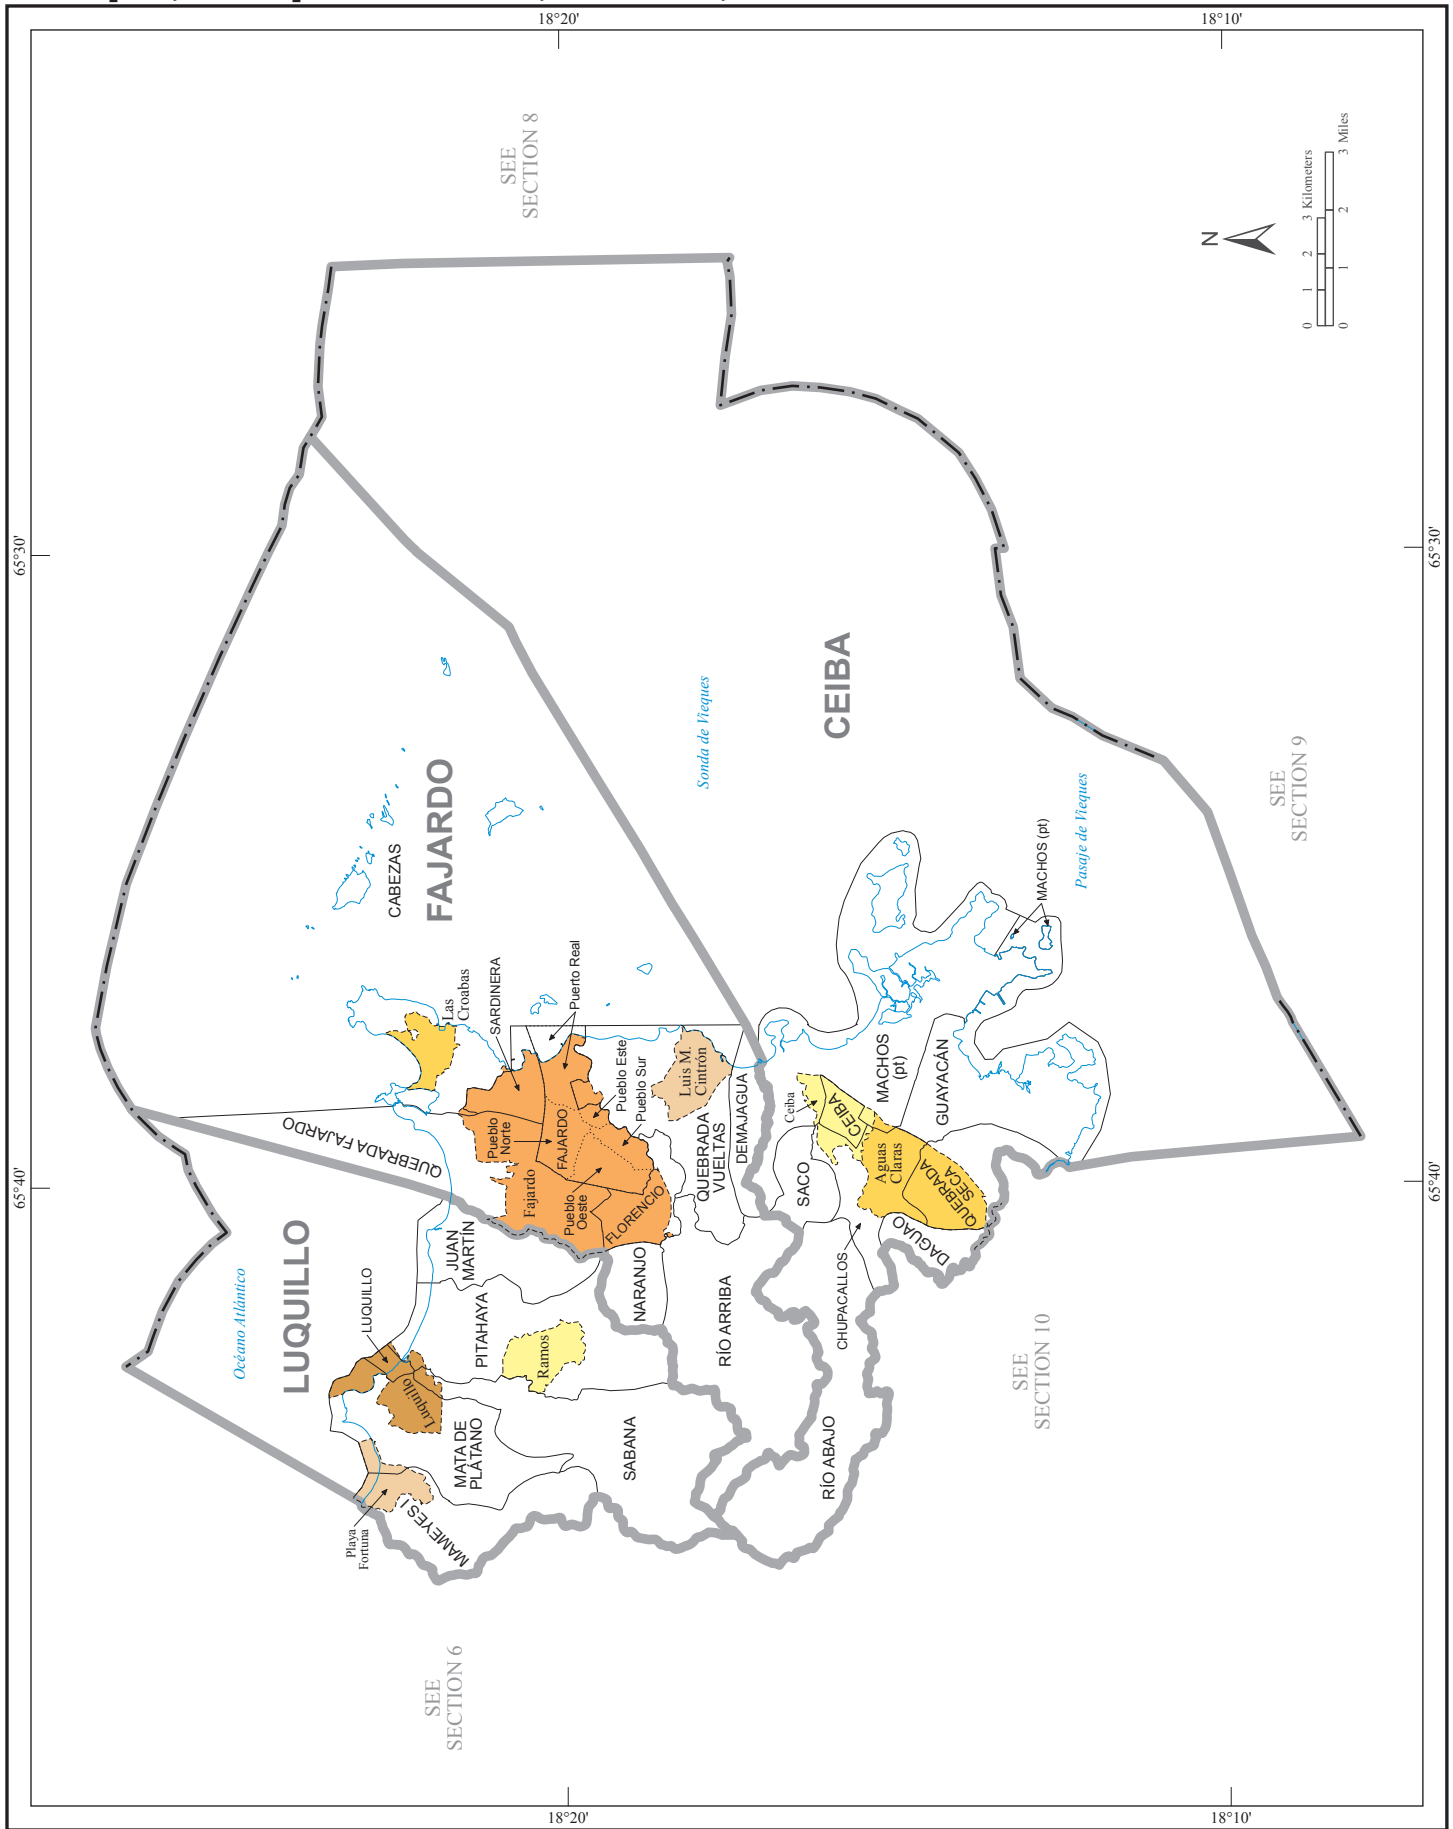 18°20'
18°10'
SEE
SECTION 8
0 1 2 3 Kilometers
0 1 2 3 Miles
N
65°30'
65°30'
CEIBA
Sonda de Vieques
FAJARDO
CABEZAS
SEE
SECTION 9
Pasaje de Vieques
MACHOS (pt)
Las
Croabas
SARDINERA
Puerto Real
Pueblo Este
Pueblo Sur
Luis M.
Cintrón
MACHOS
(pt)
GUAYACÁN
Ceiba
CEIBA
DEMAJAGUA
QUEBRADA
VUELTAS
QUEBRADA FAJARDO
Pueblo
Norte
FAJARDO
Fajardo
Pueblo
Oeste
FLORENCIO
SACO
Aguas
Claras
QUEBRADA
SECA
DAGUAO
65°40'
65°40'
JUAN
MARTÍN
NARANJO
RÍO ARRIBA
CHUPACALLOS
LUQUILLO
Océano Atlántico
LUQUILLO
PITAHAYA
Ramos
Luquillo
MATA DE
PLÁTANO
SABANA
RÍO ABAJO
SEE
SECTION 10
Playa
Fortuna
MAMEYES I
SEE
SECTION 6
18°20'
18°10'